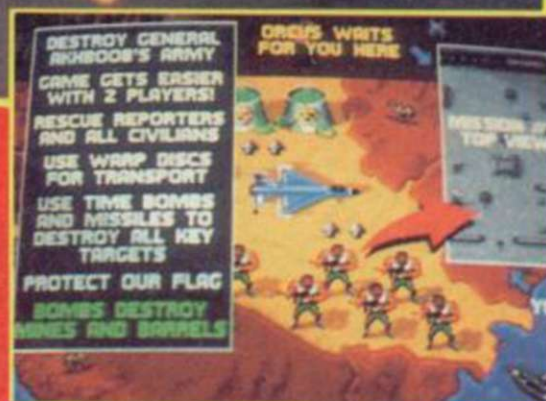 DESTROY GENERAL
AKHBOOB'S ARMY
GAME GETS EASIER
WITH 2 PLAYERS!
RESCUE REPORTERS
AND ALL CIVILIANS
USE WARP DISCS
FOR TRANSPORT
USE TIME BOMBS
AND MISSILES TO
DESTROY ALL KEY
TARGETS
PROTECT OUR FLAG
BOMBS DESTROY
MINES AND BARRELS
ORCUS WAITS
FOR YOU HERE
MISSION
TOP VIEW